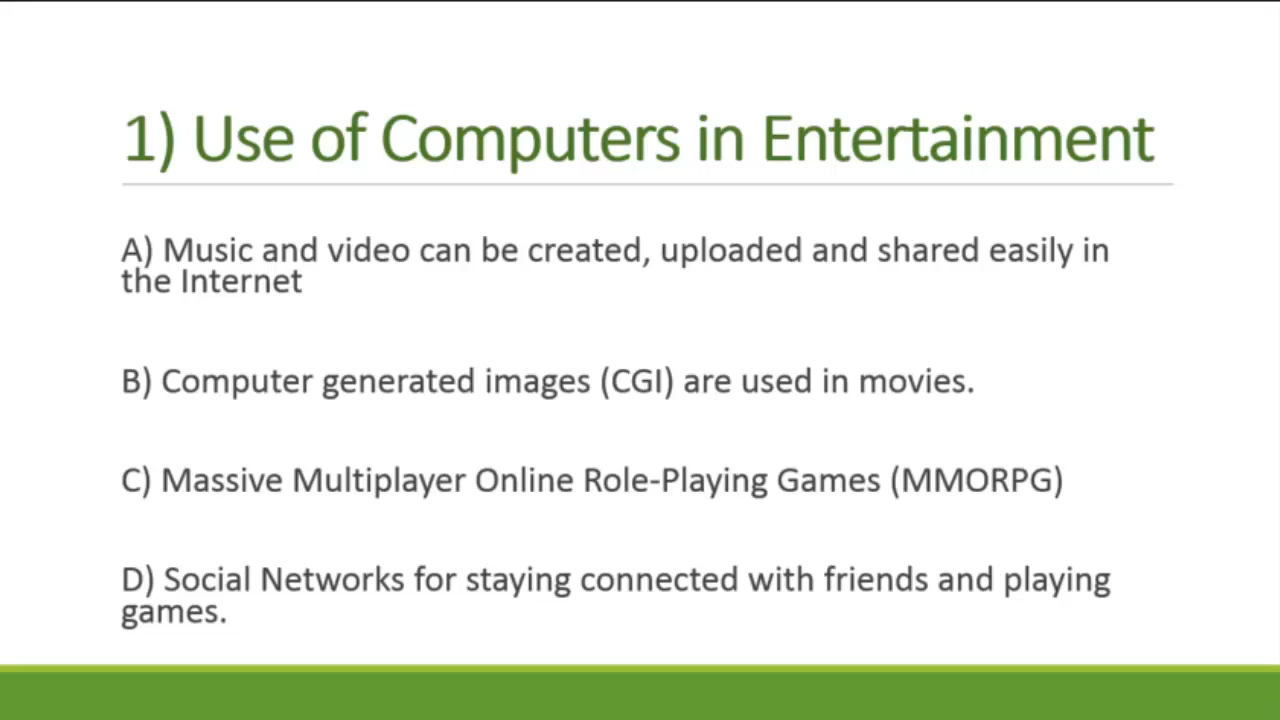 1) Use of Computers in Entertainment
A) Music and video can be created, uploaded and shared easily in
the Internet
B) Computer generated images (CGI) are used in movies.
C) Massive Multiplayer Online Role-Playing Games (MMORPG)
D) Social Networks for staying connected with friends and playing
games.